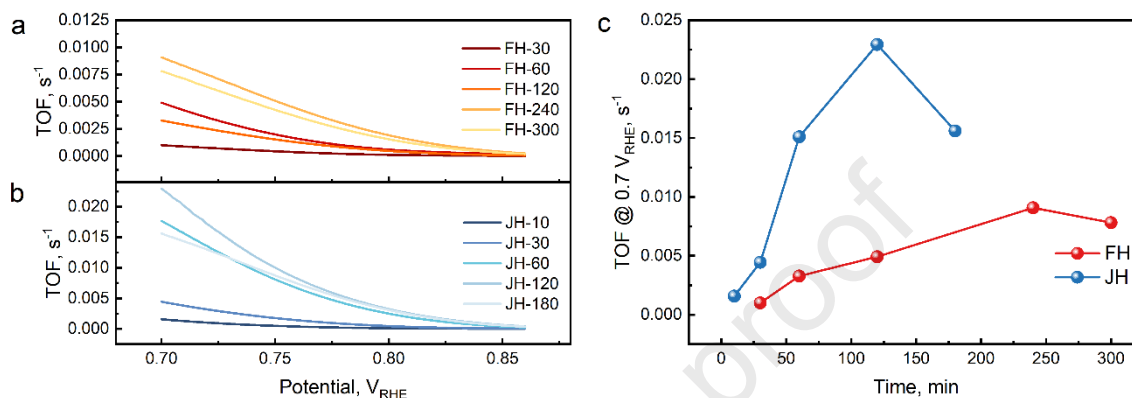 a
TOF, s⁻¹
0.0125
0.0100
0.0075
0.0050
0.0025
0.0000
FH-30
FH-60
FH-120
FH-240
FH-300
b
TOF, s⁻¹
0.020
0.015
0.010
0.005
0.000
JH-10
JH-30
JH-60
JH-120
JH-180
0.70 0.75 0.80 0.85
Potential, V_RHE
c
TOF @ 0.7 V_RHE, s⁻¹
0.025
0.020
0.015
0.010
0.005
0.000
FH
JH
0 50 100 150 200 250 300
Time, min
proof